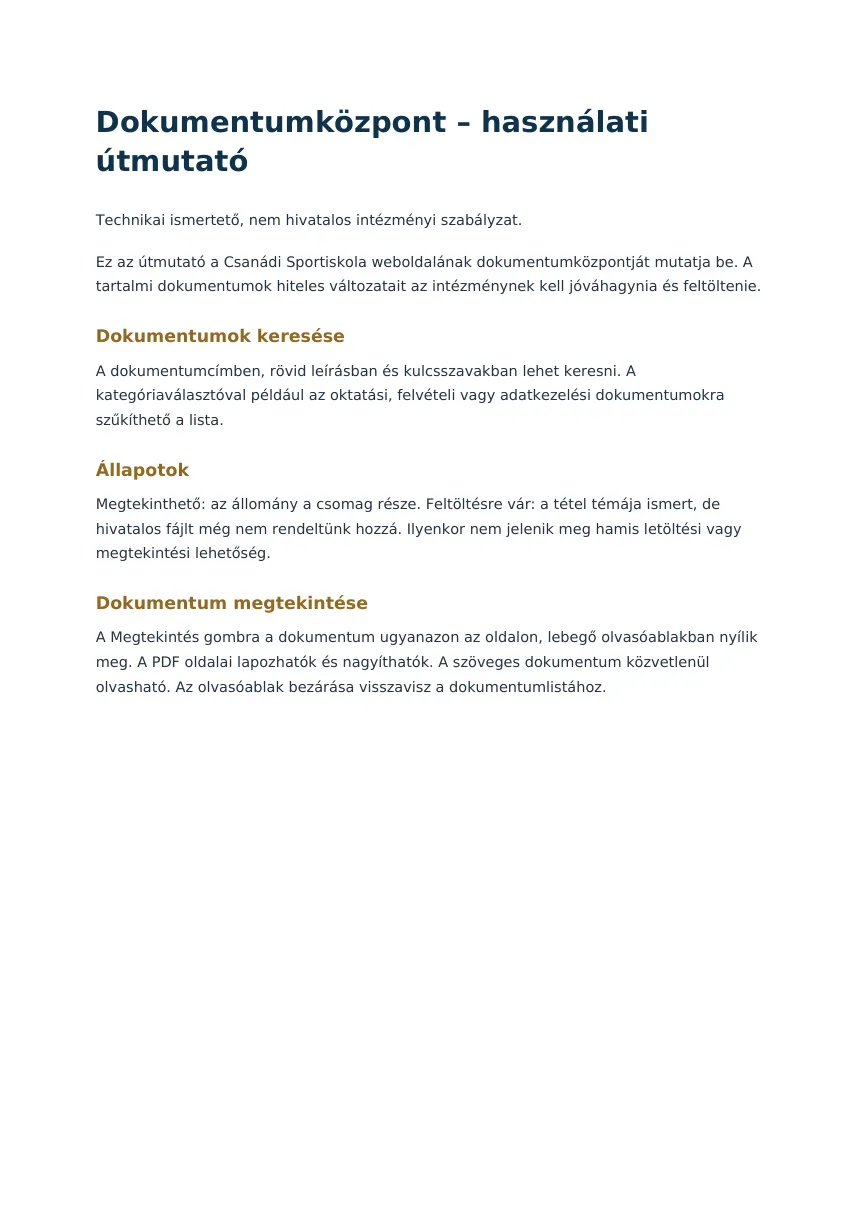 Dokumentumközpont – használati
útmutató
Technikai ismertető, nem hivatalos intézményi szabályzat.
Ez az útmutató a Csanádi Sportiskola weboldalának dokumentumközpontját mutatja be. A
tartalmi dokumentumok hiteles változatait az intézménynek kell jóváhagynia és feltöltenie.
Dokumentumok keresése
A dokumentumcímben, rövid leírásban és kulcsszavakban lehet keresni. A
kategóriaválasztóval például az oktatási, felvételi vagy adatkezelési dokumentumokra
szűkíthető a lista.
Állapotok
Megtekinthető: az állomány a csomag része. Feltöltésre vár: a tétel témája ismert, de
hivatalos fájlt még nem rendeltünk hozzá. Ilyenkor nem jelenik meg hamis letöltési vagy
megtekintési lehetőség.
Dokumentum megtekintése
A Megtekintés gombra a dokumentum ugyanazon az oldalon, lebegő olvasóablakban nyílik
meg. A PDF oldalai lapozhatók és nagyíthatók. A szöveges dokumentum közvetlenül
olvasható. Az olvasóablak bezárása visszavisz a dokumentumlistához.